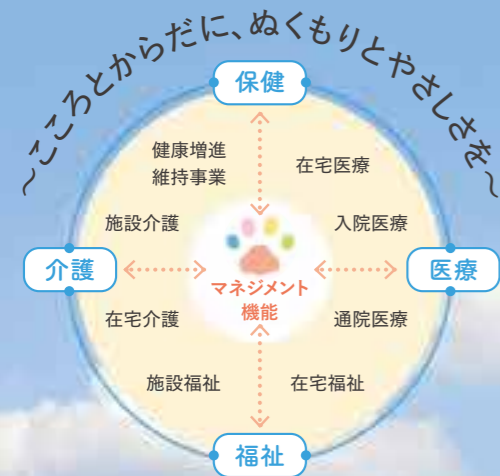 ～こころとからだに、ぬくもりとやさしさを～
保健
健康増進
維持事業
在宅医療
施設介護
入院医療
介護
マネジメント
機能
医療
在宅介護
通院医療
施設福祉
在宅福祉
福祉